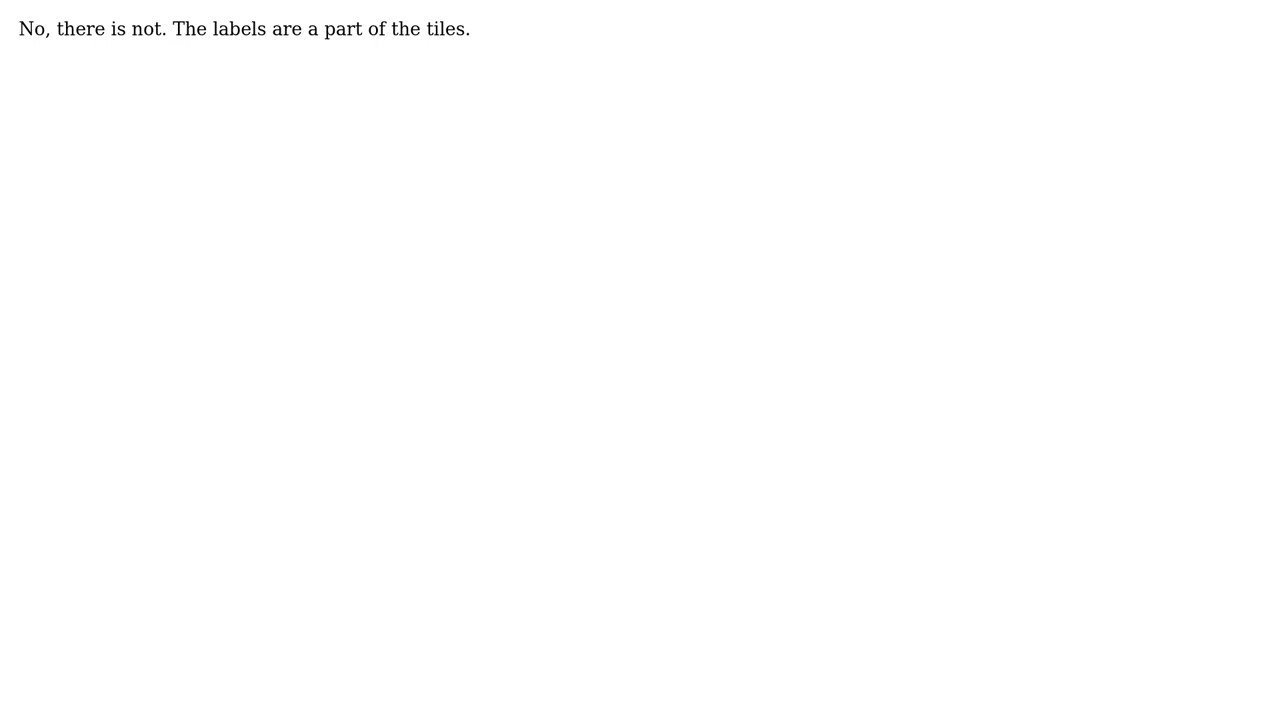 No, there is not. The labels are a part of the tiles.